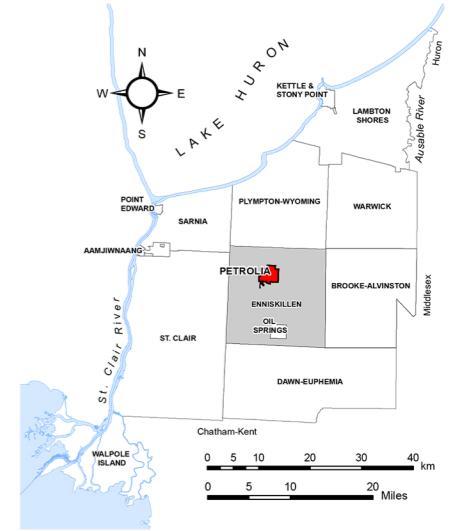 N
W E
S
LAKE HURON
Huron
KETTLE &
STONY POINT
LAMBTON
SHORES
Ausable River
POINT
EDWARD
SARNIA
PLYMPTON-WYOMING
WARWICK
AAMJIWNAANG
PETROLIA
ENNISKILLEN
BROOKE-ALVINSTON
OIL
SPRINGS
Middlesex
ST. CLAIR
St. Clair River
DAWN-EUPHEMIA
Chatham-Kent
WALPOLE
ISLAND
0 5 10 20 30 40
km
0 5 10 20
Miles